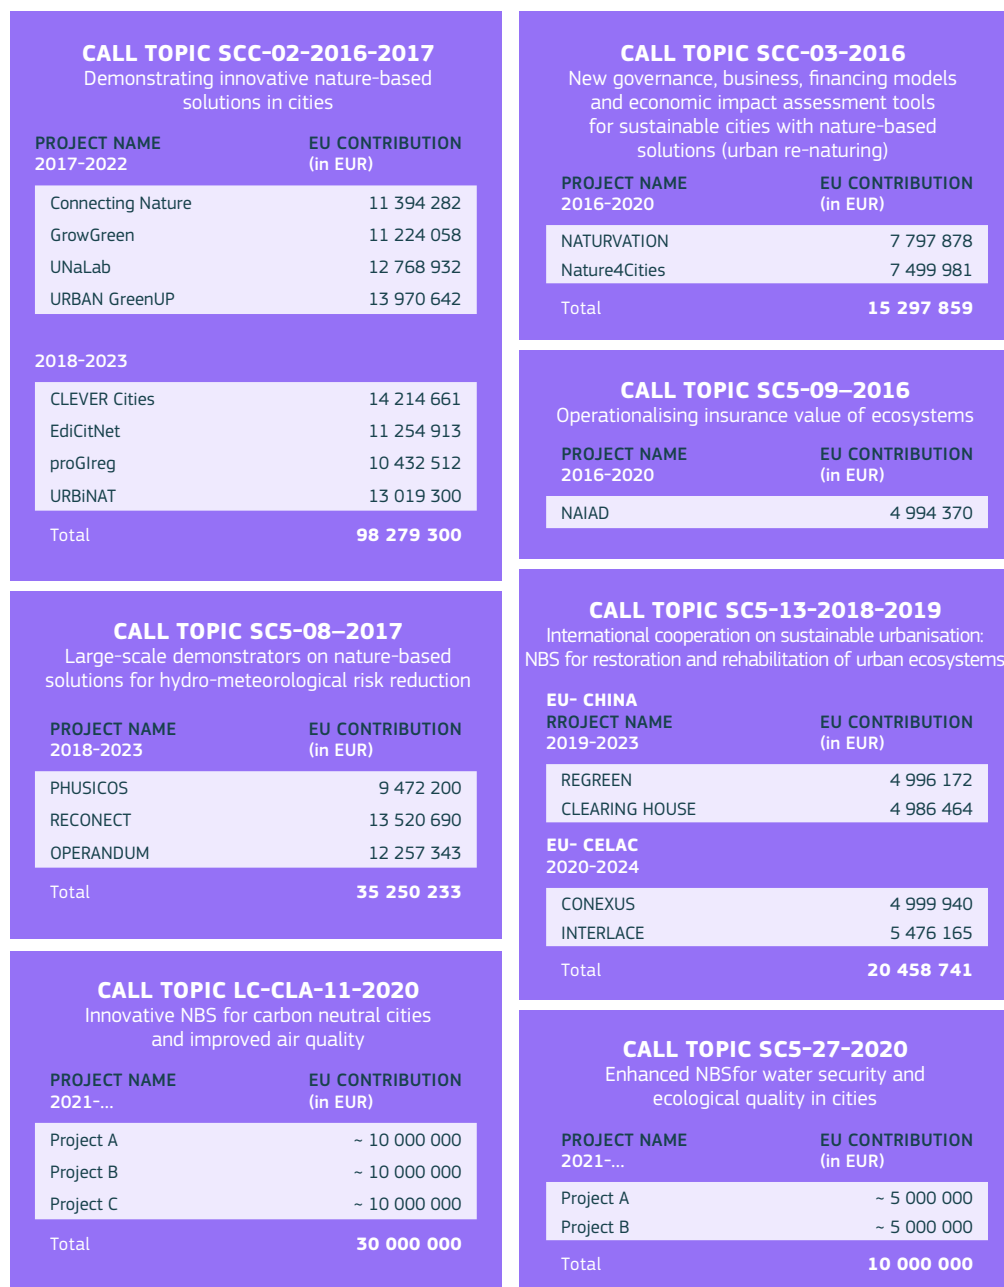 CALL TOPIC SCC-02-2016-2017
Demonstrating innovative nature-based
solutions in cities
PROJECT NAME EU CONTRIBUTION
2017-2022 (in EUR)
Connecting Nature 11 394 282
GrowGreen 11 224 058
UNaLab 12 768 932
URBAN GreenUP 13 970 642
2018-2023
CLEVER Cities 14 214 661
EdiCitNet 11 254 913
proGIreg 10 432 512
URBiNAT 13 019 300
Total 98 279 300
CALL TOPIC SC5-08–2017
Large-scale demonstrators on nature-based
solutions for hydro-meteorological risk reduction
PROJECT NAME EU CONTRIBUTION
2018-2023 (in EUR)
PHUSICOS 9 472 200
RECONECT 13 520 690
OPERANDUM 12 257 343
Total 35 250 233
CALL TOPIC LC-CLA-11-2020
Innovative NBS for carbon neutral cities
and improved air quality
PROJECT NAME EU CONTRIBUTION
2021-... (in EUR)
Project A ~ 10 000 000
Project B ~ 10 000 000
Project C ~ 10 000 000
Total 30 000 000
CALL TOPIC SCC-03-2016
New governance, business, financing models
and economic impact assessment tools
for sustainable cities with nature-based
solutions (urban re-naturing)
PROJECT NAME EU CONTRIBUTION
2016-2020 (in EUR)
NATURVATION 7 797 878
Nature4Cities 7 499 981
Total 15 297 859
CALL TOPIC SC5-09–2016
Operationalising insurance value of ecosystems
PROJECT NAME EU CONTRIBUTION
2016-2020 (in EUR)
NAIAD 4 994 370
CALL TOPIC SC5-13-2018-2019
International cooperation on sustainable urbanisation:
NBS for restoration and rehabilitation of urban ecosystems
EU- CHINA
RROJECT NAME EU CONTRIBUTION
2019-2023 (in EUR)
REGREEN 4 996 172
CLEARING HOUSE 4 986 464
EU- CELAC
2020-2024
CONEXUS 4 999 940
INTERLACE 5 476 165
Total 20 458 741
CALL TOPIC SC5-27-2020
Enhanced NBSfor water security and
ecological quality in cities
PROJECT NAME EU CONTRIBUTION
2021-... (in EUR)
Project A ~ 5 000 000
Project B ~ 5 000 000
Total 10 000 000